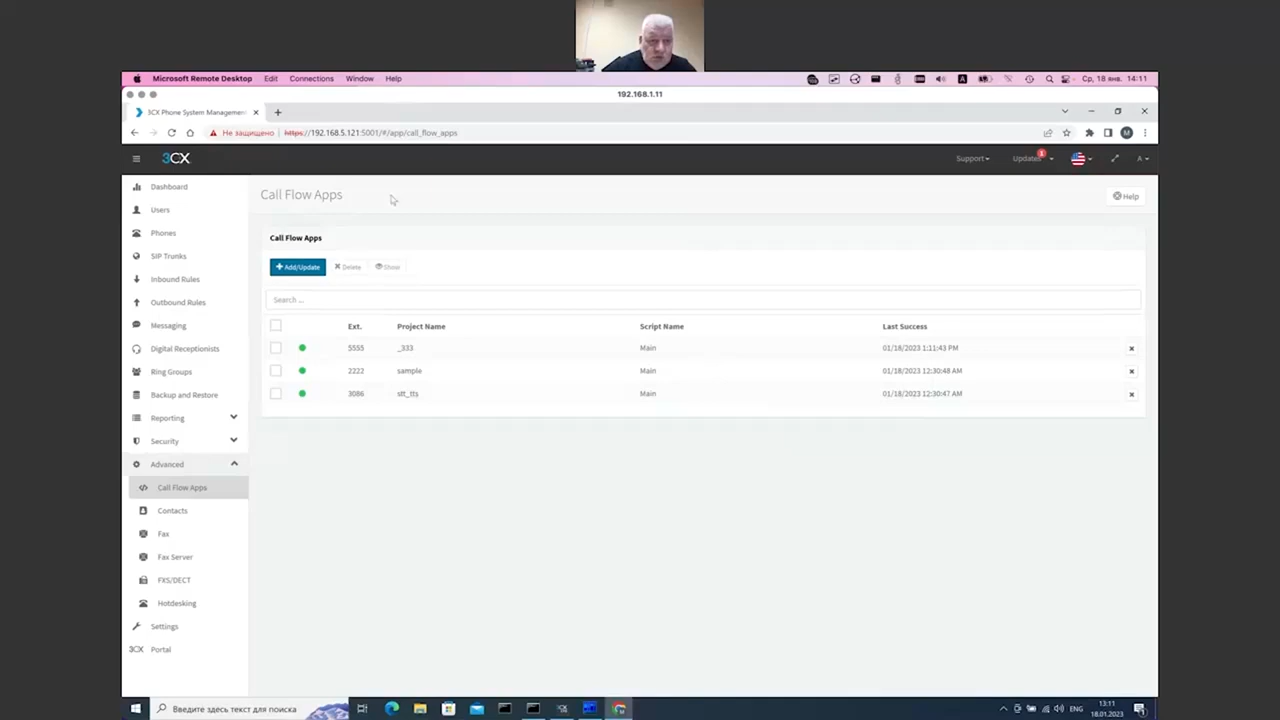 Microsoft Remote Desktop Edit Connections Window Help
A
Ср, 18 янв. 14:11
192.168.1.11
3CX Phone System Management
Не защищено https://192.168.5.121:5001/#/app/call_flow_apps
M
3CX
Support
Updates
A
Dashboard
Users
Phones
SIP Trunks
Inbound Rules
Outbound Rules
Messaging
Digital Receptionists
Ring Groups
Backup and Restore
Reporting
Security
Advanced
Call Flow Apps
Contacts
Fax
Fax Server
FXS/DECT
Hotdesking
Settings
3CX Portal
Call Flow Apps
Help
Call Flow Apps
Add/Update Delete Show
Search ...
Ext. Project Name Script Name Last Success
5555 _333 Main 01/18/2023 1:11:43 PM
2222 sample Main 01/18/2023 12:30:48 AM
3086 stt_tts Main 01/18/2023 12:30:47 AM
Введите здесь текст для поиска
ENG
13:11
18.01.2023